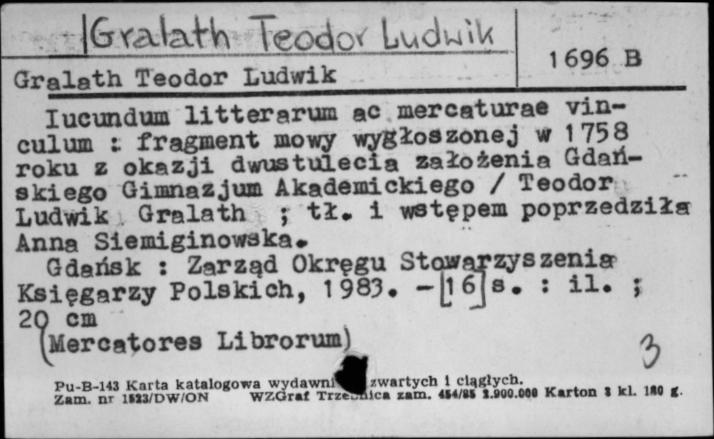 Gralath Teodor Ludwik
1696 B
Gralath Teodor Ludwik
Iucundum litterarum ac mercaturae vin-
culum : fragment mowy wygłoszonej w 1758
roku z okazji dwustulecia założenia Gdań-
skiego Gimnazjum Akademickiego / Teodor
Ludwik Gralath ; tł. i wstępem poprzedziła
Anna Siemiginowska.
Gdańsk : Zarząd Okręgu Stowarzyszenia
Księgarzy Polskich, 1983. - [16] s. : il. ;
20 cm
(Mercatores Librorum)
3
Pu-B-143 Karta katalogowa wydawni zwartych i ciągłych.
Zam. nr 1523/DW/ON WZGraf zam. 454/85 2.900.000 Karton 3 kl. 180 g.